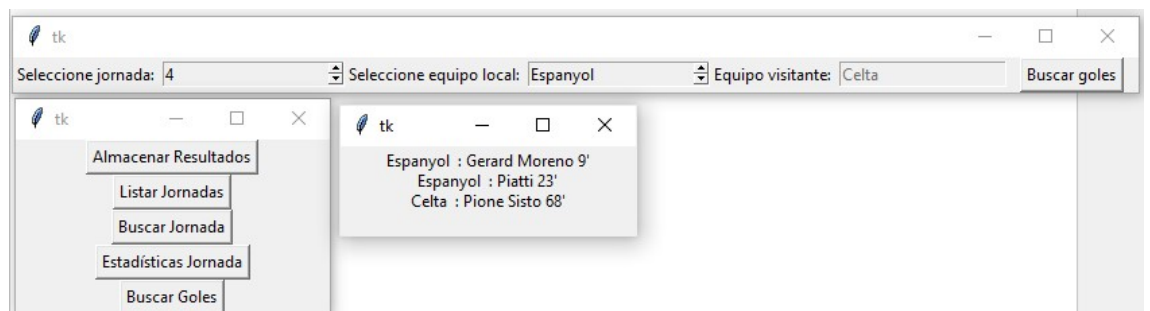 tk
Seleccione jornada: 4 Seleccione equipo local: Espanyol Equipo visitante: Celta Buscar goles
tk
Almacenar Resultados
Listar Jornadas
Buscar Jornada
Estadísticas Jornada
Buscar Goles
tk
Espanyol : Gerard Moreno 9'
Espanyol : Piatti 23'
Celta : Pione Sisto 68'